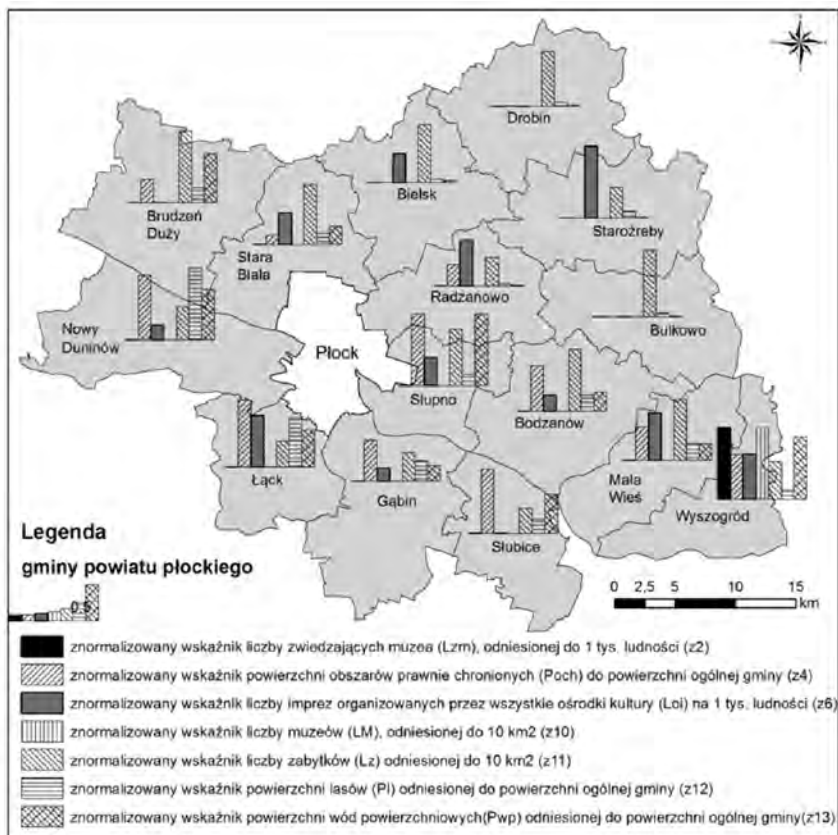 Drobin
Bielsk
Brudzeń
Duży
Staroźreby
Stara
Biała
Radzanowo
Bulkowo
Nowy
Duninów
Płock
Słupno
Bodzanów
Łąck
Gąbin
Mała
Wieś
Wyszogród
Słubice
Legenda
gminy powiatu płockiego
0,5
0 2,5 5 10 15
km
znormalizowany wskaźnik liczby zwiedzających muzea (Lzm), odniesionej do 1 tys. ludności (z2)
znormalizowany wskaźnik powierzchni obszarów prawnie chronionych (Poch) do powierzchni ogólnej gminy (z4)
znormalizowany wskaźnik liczby imprez organizowanych przez wszystkie ośrodki kultury (Loi) na 1 tys. ludności (z6)
znormalizowany wskaźnik liczby muzeów (LM), odniesionej do 10 km2 (z10)
znormalizowany wskaźnik liczby zabytków (Lz) odniesionej do 10 km2 (z11)
znormalizowany wskaźnik powierzchni lasów (Pl) odniesionej do powierzchni ogólnej gminy (z12)
znormalizowany wskaźnik powierzchni wód powierzchniowych(Pwp) odniesionej do powierzchni ogólnej gminy(z13)